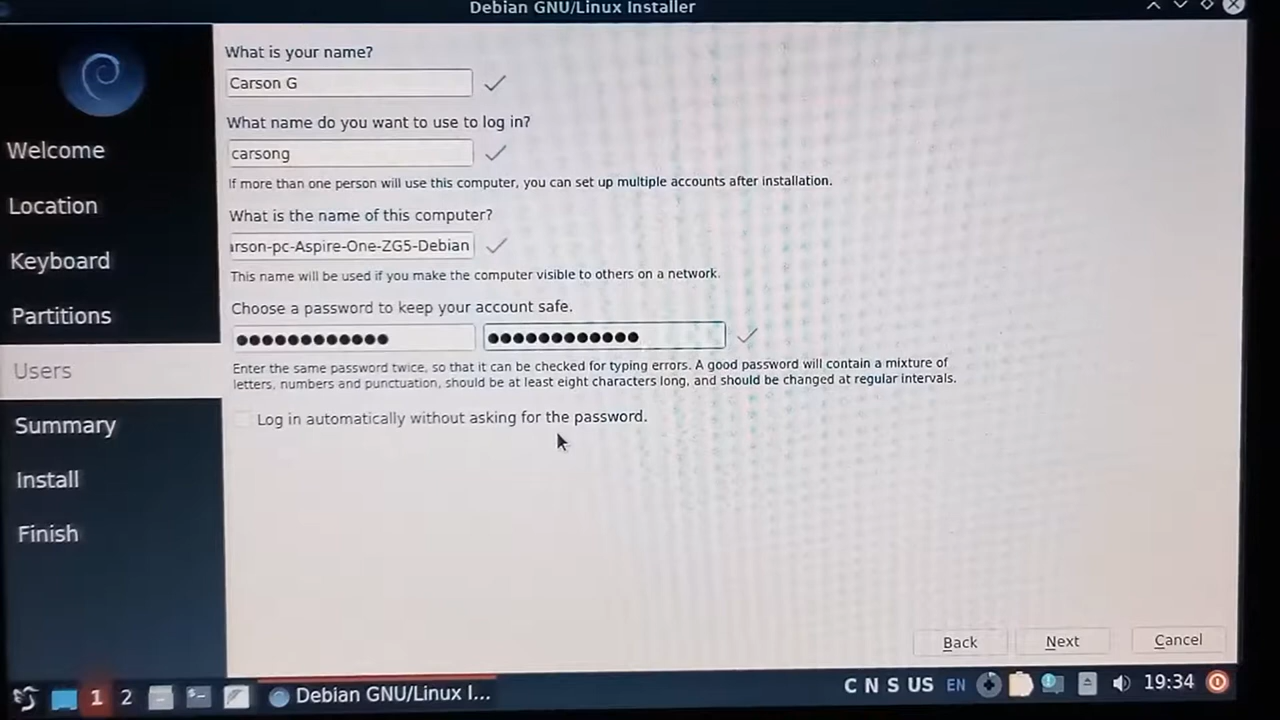 Debian GNU/Linux Installer
What is your name?
Carson G
What name do you want to use to log in?
carsong
If more than one person will use this computer, you can set up multiple accounts after installation.
What is the name of this computer?
arson-pc-Aspire-One-ZG5-Debian
This name will be used if you make the computer visible to others on a network.
Choose a password to keep your account safe.
●●●●●●●●●●●● ●●●●●●●●●●●●
Enter the same password twice, so that it can be checked for typing errors. A good password will contain a mixture of
letters, numbers and punctuation, should be at least eight characters long, and should be changed at regular intervals.
Log in automatically without asking for the password.
Welcome
Location
Keyboard
Partitions
Users
Summary
Install
Finish
Back Next Cancel
1 2 Debian GNU/Linux I... C N S US EN 19:34